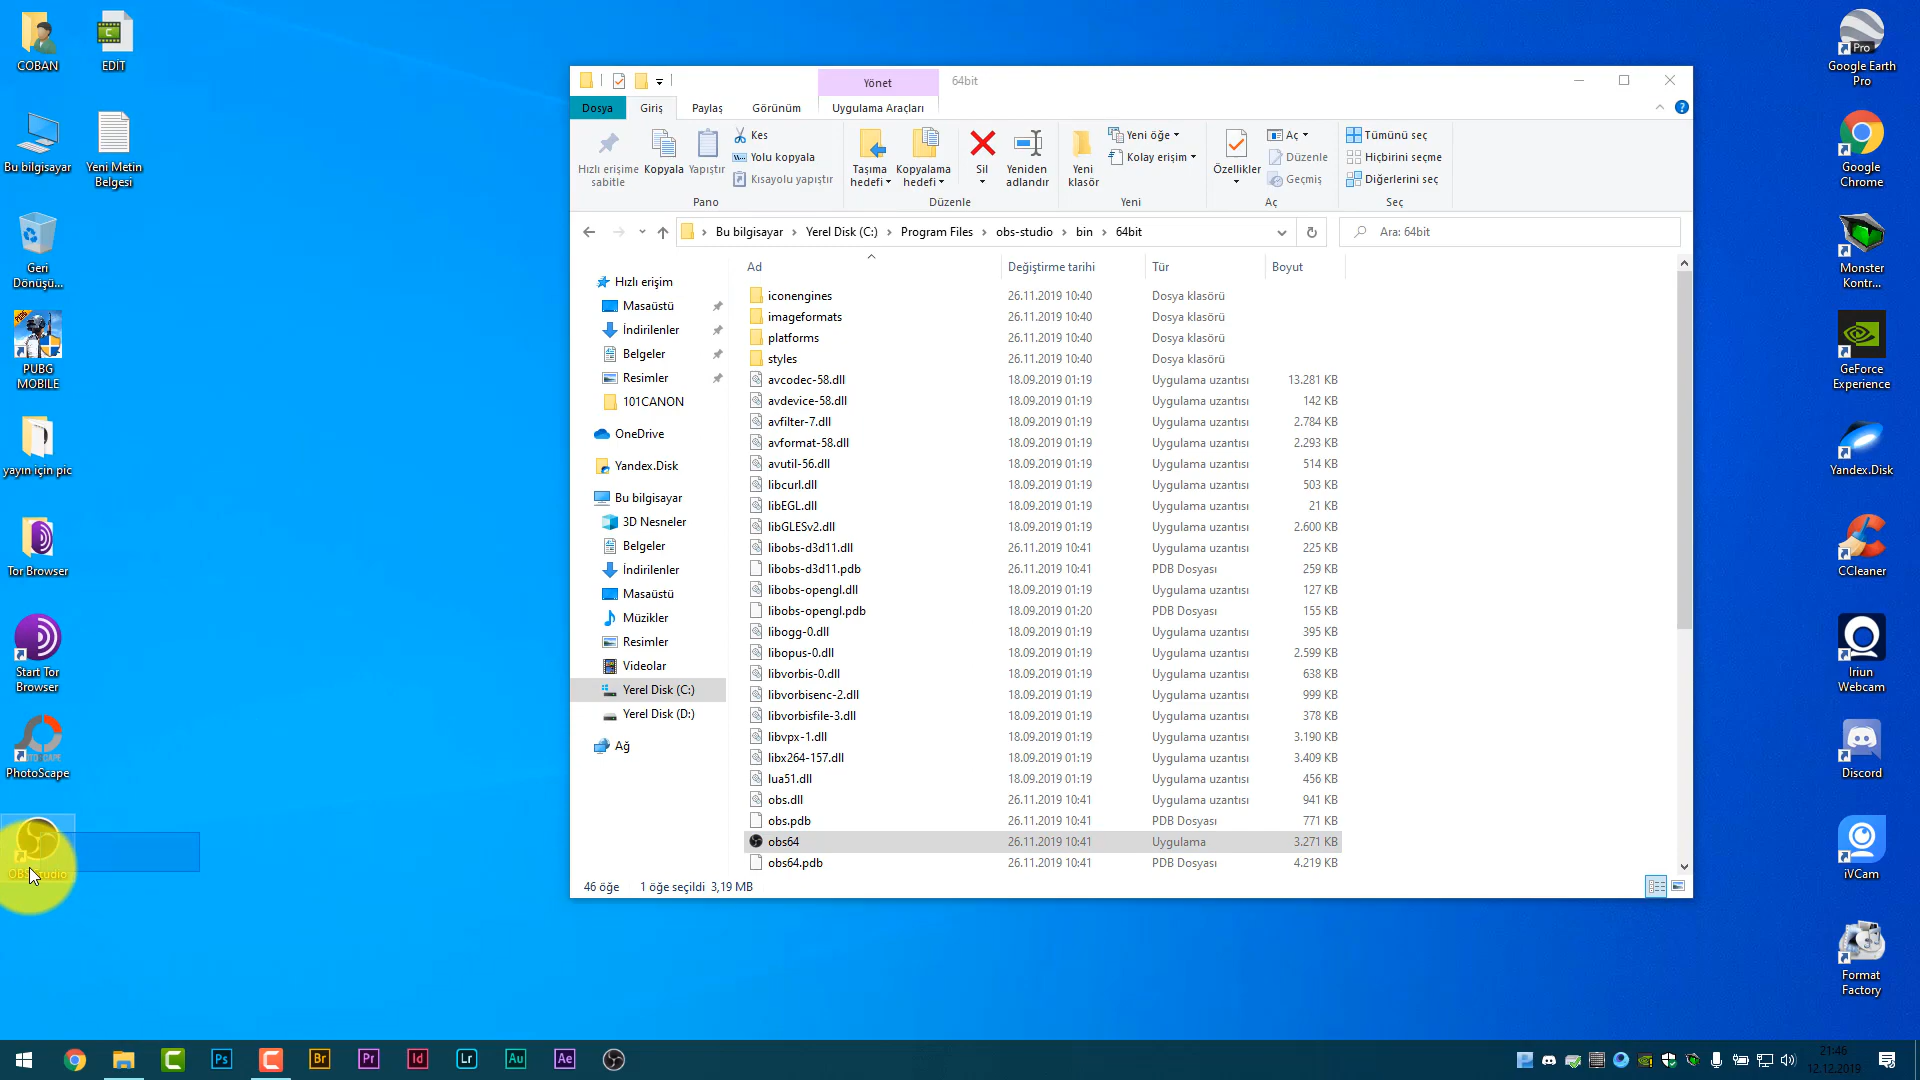 COBAN
EDIT
Bu bilgisayar
Yeni Metin
Belgesi
Geri
Dönüşü...
PUBG
MOBILE
yayın için pic
Tor Browser
Start Tor
Browser
PhotoScape
OBS Studio
Yönet
64bit
Dosya
Giriş
Paylaş
Görünüm
Uygulama Araçları
Hızlı erişime
sabitle
Kopyala
Yapıştır
Kes
Yolu kopyala
Kısayolu yapıştır
Pano
Taşıma
hedefi
Kopyalama
hedefi
Sil
Yeniden
adlandır
Düzenle
Yeni
klasör
Yeni öğe
Kolay erişim
Yeni
Özellikler
Aç
Düzenle
Geçmiş
Aç
Tümünü seç
Hiçbirini seçme
Diğerlerini seç
Seç
Bu bilgisayar > Yerel Disk (C:) > Program Files > obs-studio > bin > 64bit
Ara: 64bit
Hızlı erişim
Masaüstü
İndirilenler
Belgeler
Resimler
101CANON
OneDrive
Yandex.Disk
Bu bilgisayar
3D Nesneler
Belgeler
İndirilenler
Masaüstü
Müzikler
Resimler
Videolar
Yerel Disk (C:)
Yerel Disk (D:)
Ağ
Ad Değiştirme tarihi Tür Boyut
iconengines 26.11.2019 10:40 Dosya klasörü
imageformats 26.11.2019 10:40 Dosya klasörü
platforms 26.11.2019 10:40 Dosya klasörü
styles 26.11.2019 10:40 Dosya klasörü
avcodec-58.dll 18.09.2019 01:19 Uygulama uzantısı 13.281 KB
avdevice-58.dll 18.09.2019 01:19 Uygulama uzantısı 142 KB
avfilter-7.dll 18.09.2019 01:19 Uygulama uzantısı 2.784 KB
avformat-58.dll 18.09.2019 01:19 Uygulama uzantısı 2.293 KB
avutil-56.dll 18.09.2019 01:19 Uygulama uzantısı 514 KB
libcurl.dll 18.09.2019 01:19 Uygulama uzantısı 503 KB
libEGL.dll 18.09.2019 01:19 Uygulama uzantısı 21 KB
libGLESv2.dll 18.09.2019 01:19 Uygulama uzantısı 2.600 KB
libobs-d3d11.dll 26.11.2019 10:41 Uygulama uzantısı 225 KB
libobs-d3d11.pdb 26.11.2019 10:41 PDB Dosyası 259 KB
libobs-opengl.dll 18.09.2019 01:19 Uygulama uzantısı 127 KB
libobs-opengl.pdb 18.09.2019 01:20 PDB Dosyası 155 KB
libogg-0.dll 18.09.2019 01:19 Uygulama uzantısı 395 KB
libopus-0.dll 18.09.2019 01:19 Uygulama uzantısı 2.599 KB
libvorbis-0.dll 18.09.2019 01:19 Uygulama uzantısı 638 KB
libvorbisenc-2.dll 18.09.2019 01:19 Uygulama uzantısı 999 KB
libvorbisfile-3.dll 18.09.2019 01:19 Uygulama uzantısı 378 KB
libvpx-1.dll 18.09.2019 01:19 Uygulama uzantısı 3.190 KB
libx264-157.dll 18.09.2019 01:19 Uygulama uzantısı 3.409 KB
lua51.dll 18.09.2019 01:19 Uygulama uzantısı 456 KB
obs.dll 26.11.2019 10:41 Uygulama uzantısı 941 KB
obs.pdb 26.11.2019 10:41 PDB Dosyası 771 KB
obs64 26.11.2019 10:41 Uygulama 3.271 KB
obs64.pdb 26.11.2019 10:41 PDB Dosyası 4.219 KB
46 öğe 1 öğe seçildi 3,19 MB
Pro
Google Earth
Pro
Google
Chrome
Monster
Kontr...
GeForce
Experience
Yandex.Disk
CCleaner
Iriun
Webcam
Discord
iVCam
Format
Factory
Ps Br Pr Id Lr Au Ae
21:46
12.12.2019